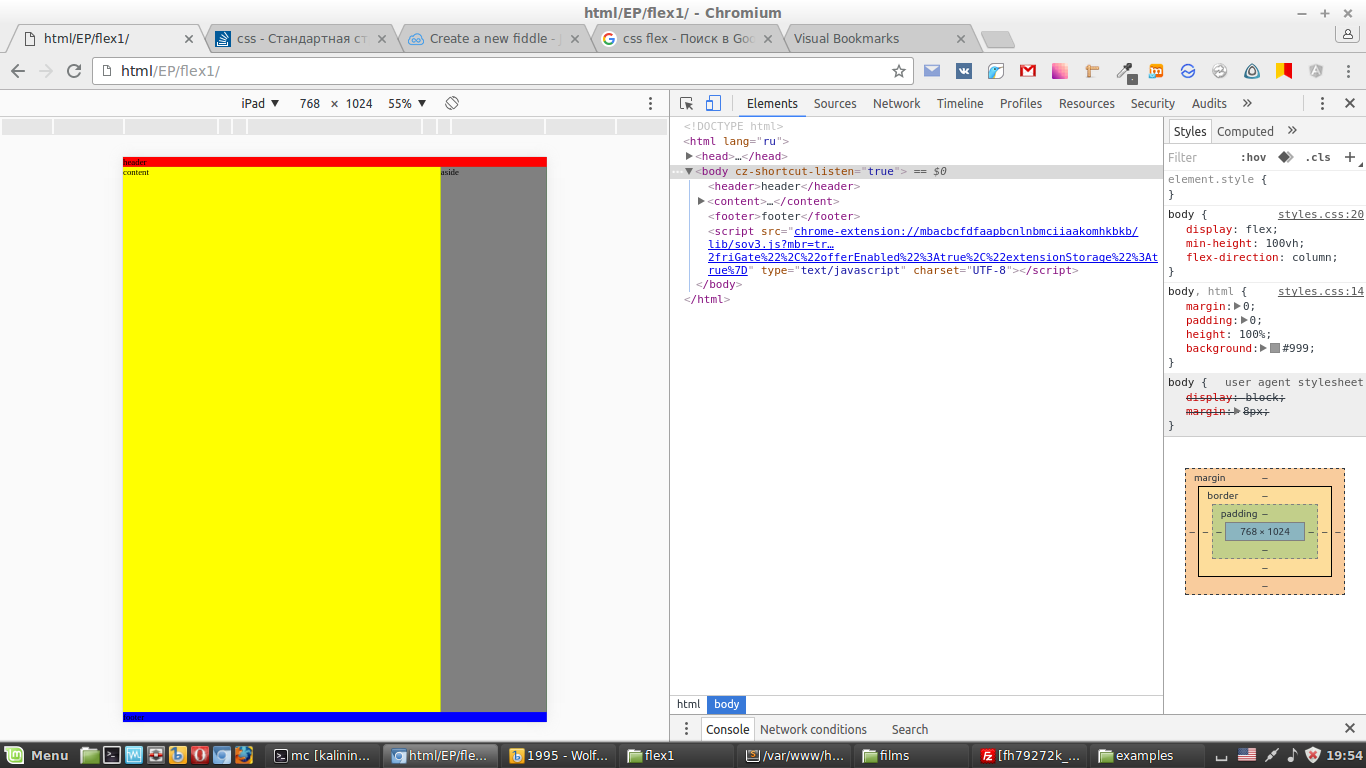 html/EP/flex1/ - Chromium
html/EP/flex1/
css - Стандартная ст
Create a new fiddle - J
css flex - Поиск в Goo
Visual Bookmarks
html/EP/flex1/
iPad ▼ 768 × 1024 55% ▼
Elements Sources Network Timeline Profiles Resources Security Audits »
header
content
aside
footer
<!DOCTYPE html>
<html lang="ru">
▶<head>…</head>
…▼<body cz-shortcut-listen="true"> == $0
<header>header</header>
▶<content>…</content>
<footer>footer</footer>
<script src="chrome-extension://mbacbcfdfaapbcnlnbmciiaakomhkbkb/
lib/sov3.js?mbr=tr…
2friGate%22%2C%22offerEnabled%22%3Atrue%2C%22extensionStorage%22%3At
rue%7D" type="text/javascript" charset="UTF-8"></script>
</body>
</html>
html body
Styles Computed »
Filter :hov .cls +
element.style {
}
body { styles.css:20
display: flex;
min-height: 100vh;
flex-direction: column;
}
body, html { styles.css:14
margin:▶0;
padding:▶0;
height: 100%;
background:▶#999;
}
body { user agent stylesheet
display: block;
margin:▶8px;
}
margin –
border –
padding –
– – – 768 × 1024 – – –
–
–
–
Console Network conditions Search
Menu
mc [kalinin...
html/EP/fle...
1995 - Wolf...
flex1
/var/www/h...
films
[fh79272k_...
examples
19:54